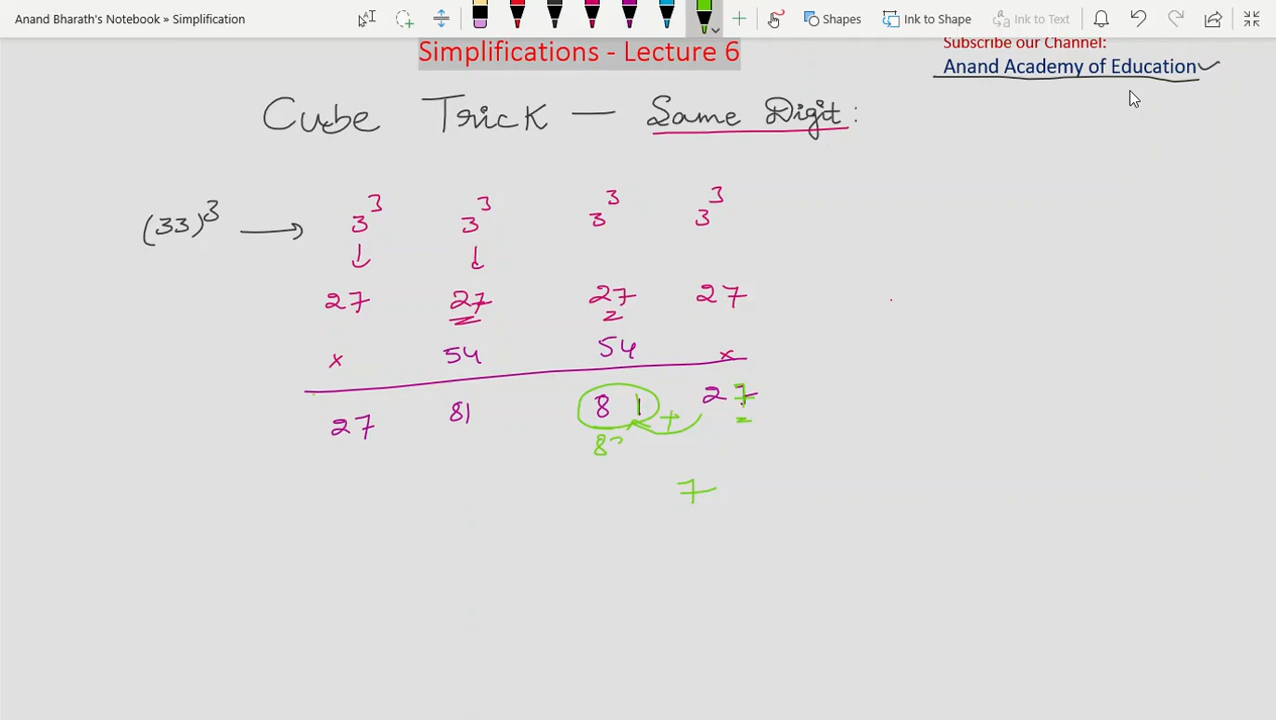 Anand Bharath's Notebook » Simplification
Shapes
Ink to Shape
Ink to Text
Subscribe our Channel:
Simplifications - Lecture 6
Anand Academy of Education
Cube Trick — Same Digit:
(33)³ → 3³ 3³ 3³ 3³
27 27 27 27
x 54 54 x
27 81 81 27
+
7